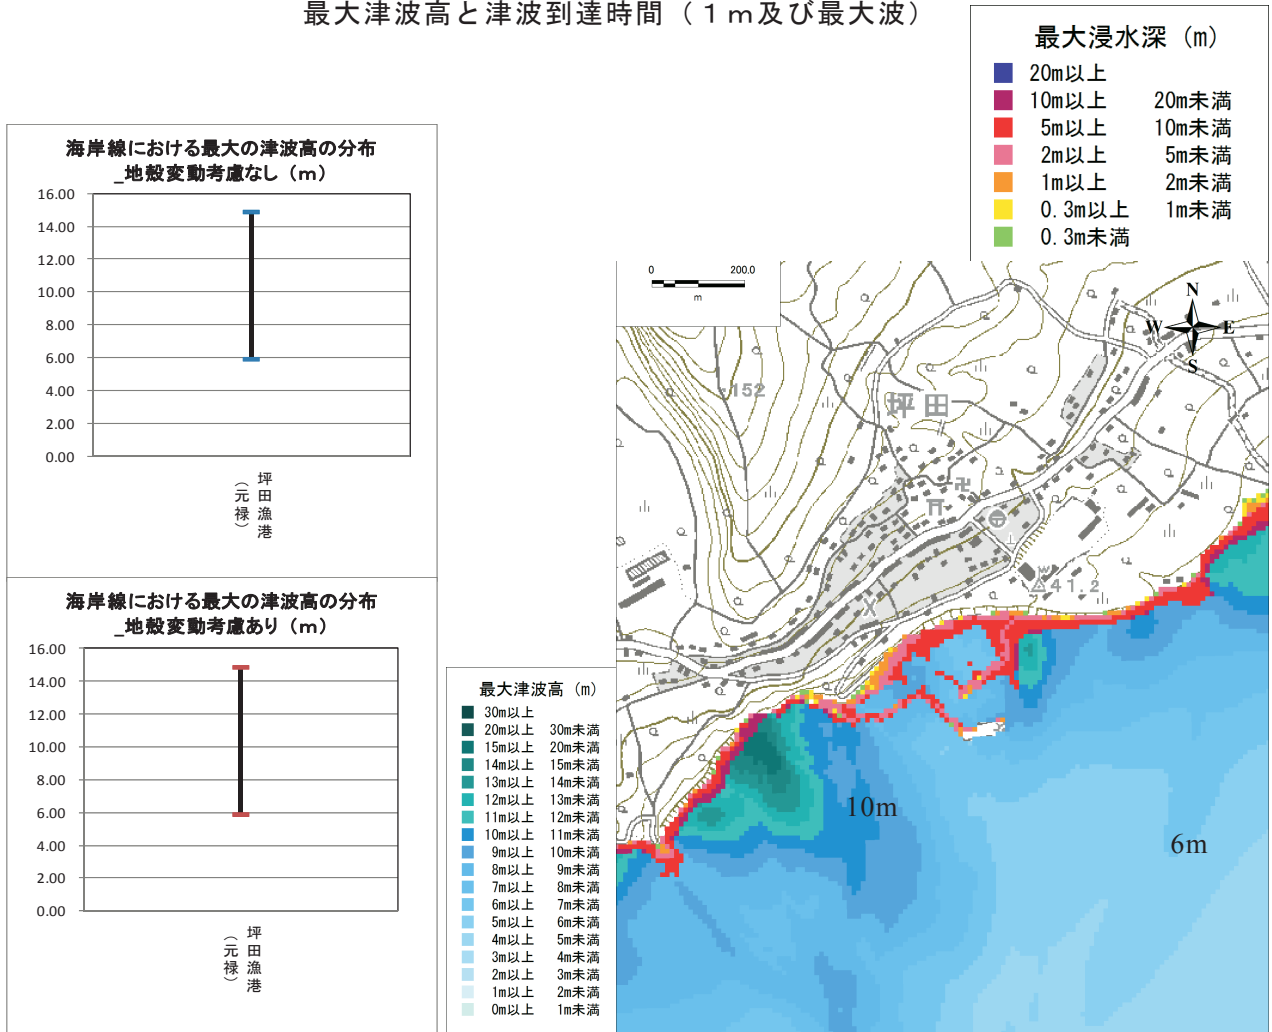 最大津波高と津波到達時間（１ｍ及び最大波）
最大浸水深（m）
20m以上
10m以上 20m未満
5m以上 10m未満
2m以上 5m未満
1m以上 2m未満
0.3m以上 1m未満
0.3m未満
海岸線における最大の津波高の分布
_地殻変動考慮なし（ｍ）
16.00
14.00
12.00
10.00
8.00
6.00
4.00
2.00
0.00
坪田漁港
（元禄）
海岸線における最大の津波高の分布
_地殻変動考慮あり（ｍ）
16.00
14.00
12.00
10.00
8.00
6.00
4.00
2.00
0.00
坪田漁港
（元禄）
最大津波高（m）
30m以上
20m以上 30m未満
15m以上 20m未満
14m以上 15m未満
13m以上 14m未満
12m以上 13m未満
11m以上 12m未満
10m以上 11m未満
9m以上 10m未満
8m以上 9m未満
7m以上 8m未満
6m以上 7m未満
5m以上 6m未満
4m以上 5m未満
3m以上 4m未満
2m以上 3m未満
1m以上 2m未満
0m以上 1m未満
0 200.0
m
N
W E
S
152
坪田
41.2
10m
6m